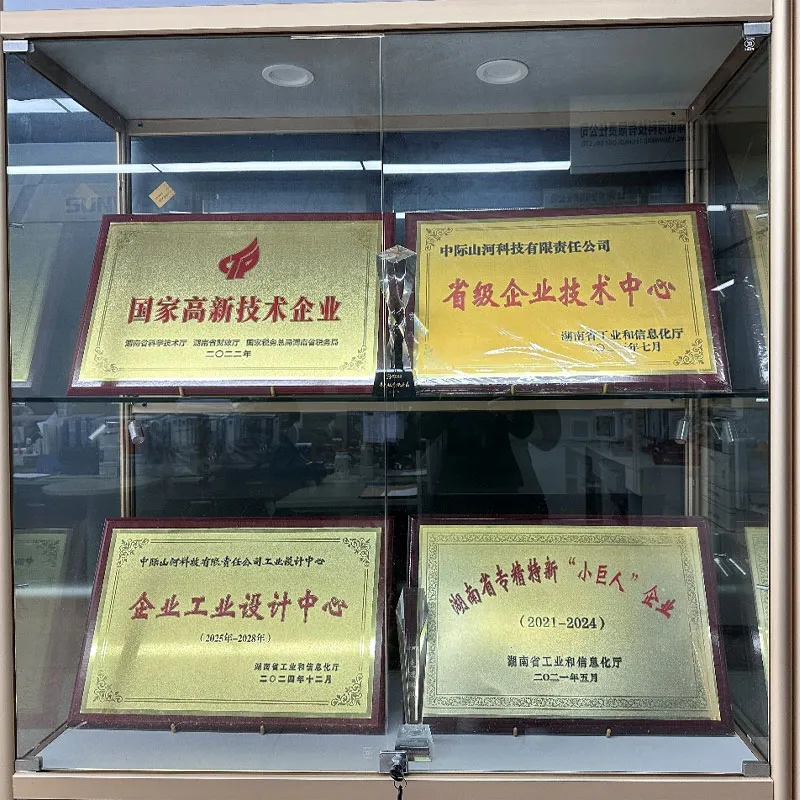 国家高新技术企业
湖南省科学技术厅 湖南省财政厅 国家税务总局湖南省税务局
二〇二二年
中际山河科技有限责任公司
省级企业技术中心
湖南省工业和信息化厅
年七月
中际山河科技有限责任公司工业设计中心
企业工业设计中心
（2025年-2028年）
湖南省工业和信息化厅
二〇二四年十二月
湖南省专精特新“小巨人”企业
（2021-2024）
湖南省工业和信息化厅
二〇二一年五月